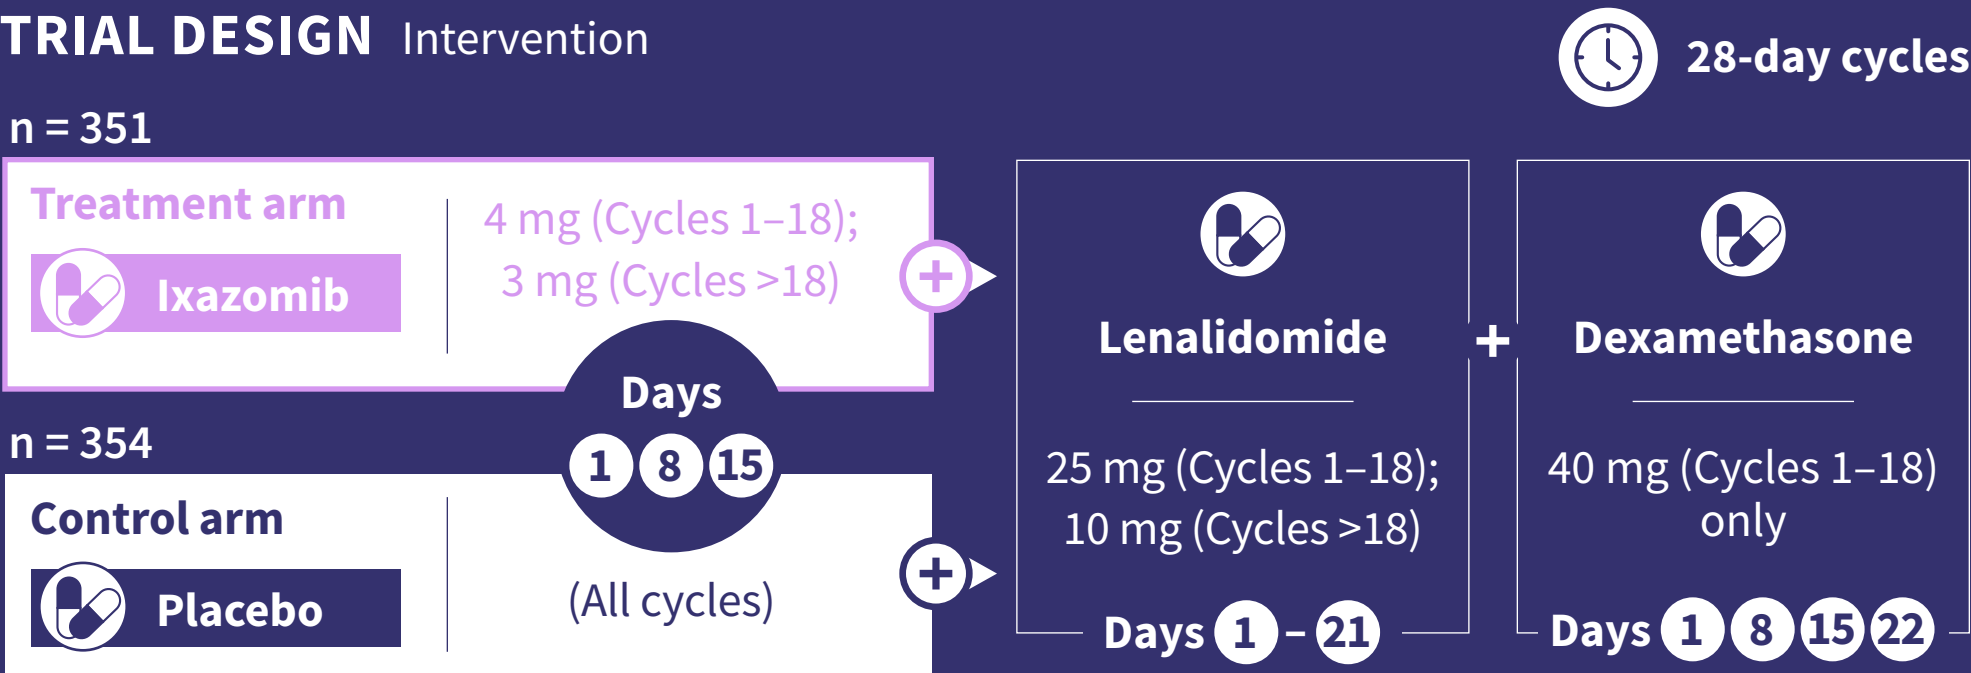 TRIAL DESIGN Intervention
28-day cycles
n = 351
Treatment arm
Ixazomib
4 mg (Cycles 1–18);
3 mg (Cycles >18)
+
Days
1 8 15
n = 354
Control arm
Placebo
(All cycles)
+
Lenalidomide
25 mg (Cycles 1–18);
10 mg (Cycles >18)
Days 1 – 21
+
Dexamethasone
40 mg (Cycles 1–18)
only
Days 1 8 15 22